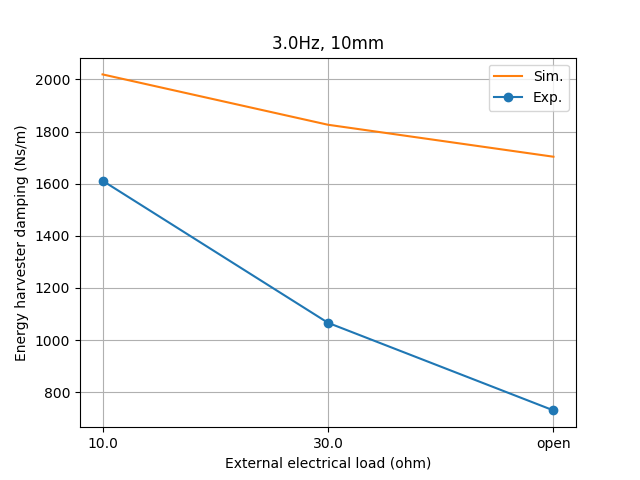 3.0Hz, 10mm
Sim.
Exp.
Energy harvester damping (Ns/m)
2000
1800
1600
1400
1200
1000
800
10.0 30.0 open
External electrical load (ohm)